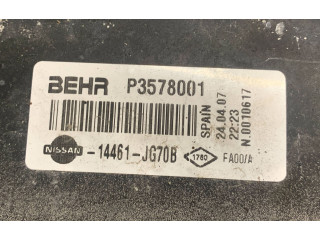 BEHR P3578001
SPAIN
24.04.07
22:23
N.0010617
NISSAN -14461-JG70B 1780 FA00/A